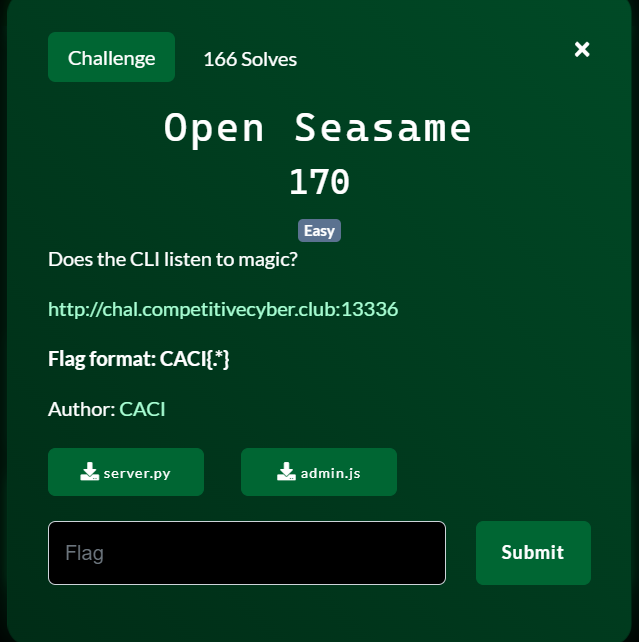 Challenge 166 Solves ×
Open Seasame
170
Easy
Does the CLI listen to magic?
http://chal.competitivecyber.club:13336
Flag format: CACI{.*}
Author: CACI
server.py admin.js
Flag Submit